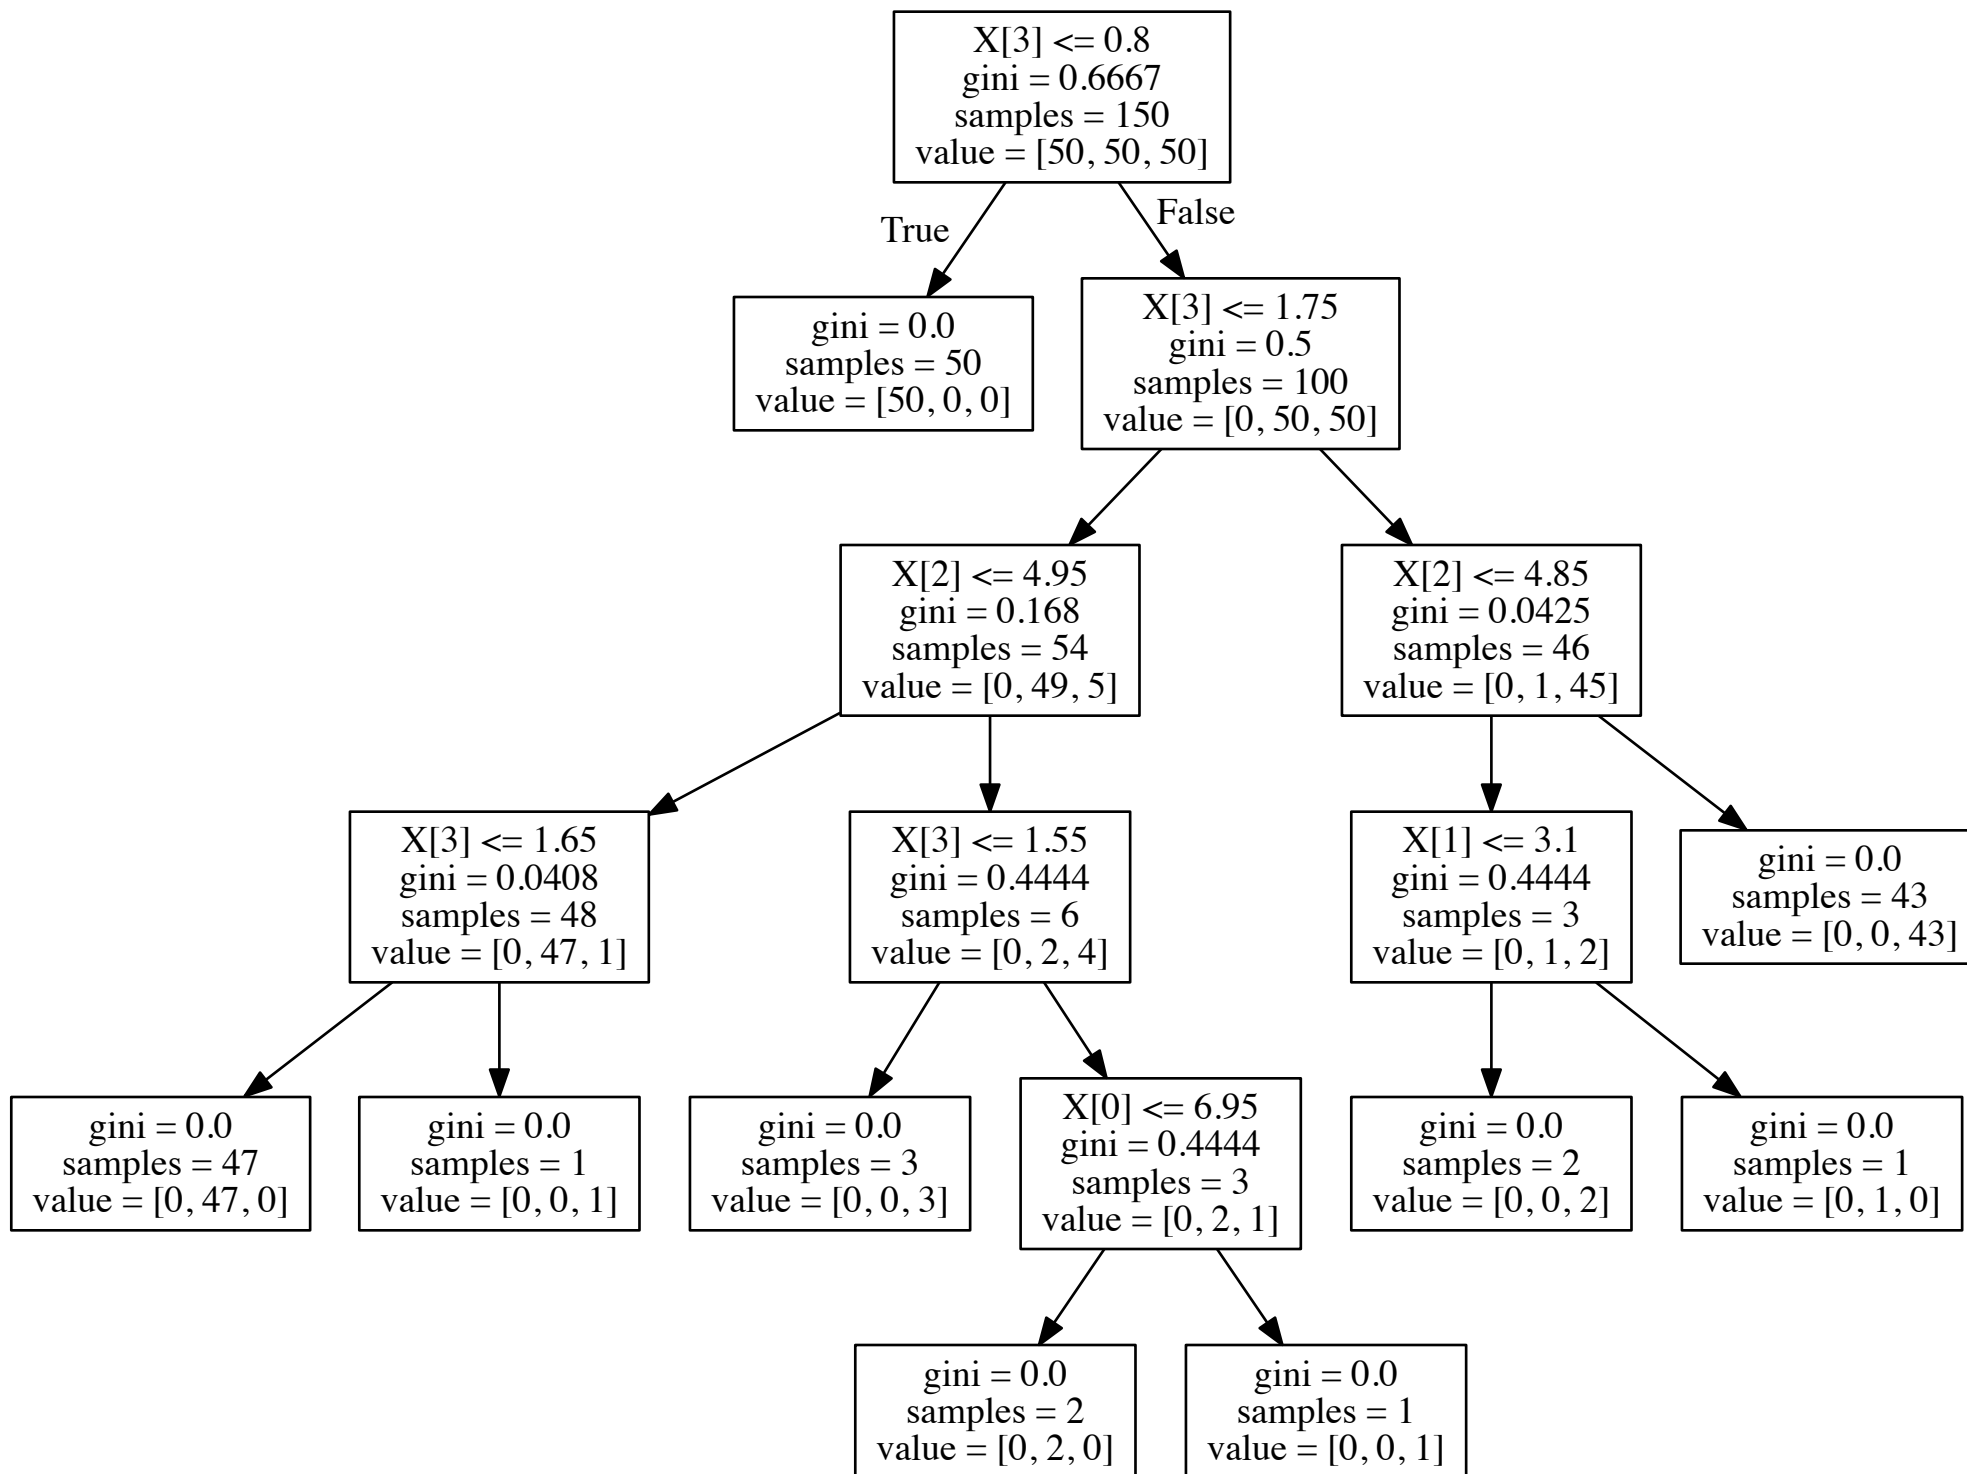 X[3] <= 0.8
gini = 0.6667
samples = 150
value = [50, 50, 50]
True
False
gini = 0.0
samples = 50
value = [50, 0, 0]
X[3] <= 1.75
gini = 0.5
samples = 100
value = [0, 50, 50]
X[2] <= 4.95
gini = 0.168
samples = 54
value = [0, 49, 5]
X[2] <= 4.85
gini = 0.0425
samples = 46
value = [0, 1, 45]
X[3] <= 1.65
gini = 0.0408
samples = 48
value = [0, 47, 1]
X[3] <= 1.55
gini = 0.4444
samples = 6
value = [0, 2, 4]
X[1] <= 3.1
gini = 0.4444
samples = 3
value = [0, 1, 2]
gini = 0.0
samples = 43
value = [0, 0, 43]
gini = 0.0
samples = 47
value = [0, 47, 0]
gini = 0.0
samples = 1
value = [0, 0, 1]
gini = 0.0
samples = 3
value = [0, 0, 3]
X[0] <= 6.95
gini = 0.4444
samples = 3
value = [0, 2, 1]
gini = 0.0
samples = 2
value = [0, 0, 2]
gini = 0.0
samples = 1
value = [0, 1, 0]
gini = 0.0
samples = 2
value = [0, 2, 0]
gini = 0.0
samples = 1
value = [0, 0, 1]